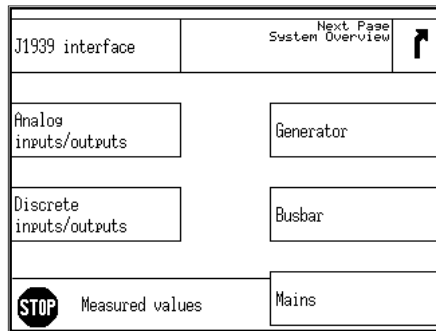 J1939 interface
Next Page
System Overview
Analog
inputs/outputs
Generator
Discrete
inputs/outputs
Busbar
STOP
Measured values
Mains